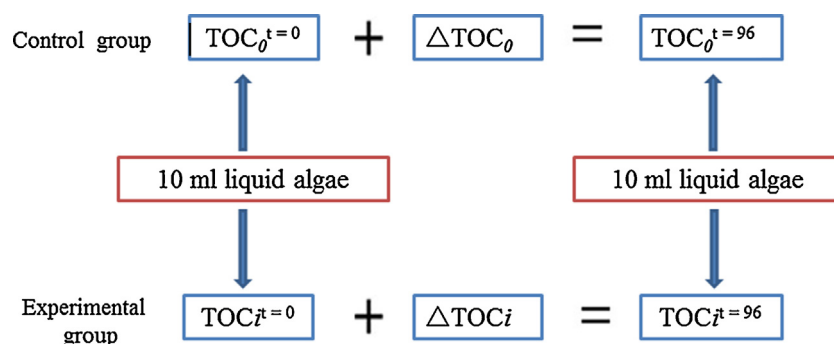 Control group TOC₀ᵗ⁼⁰ + △TOC₀ = TOC₀ᵗ⁼⁹⁶
10 ml liquid algae 10 ml liquid algae
Experimental group TOCiᵗ⁼⁰ + △TOCi = TOCiᵗ⁼⁹⁶